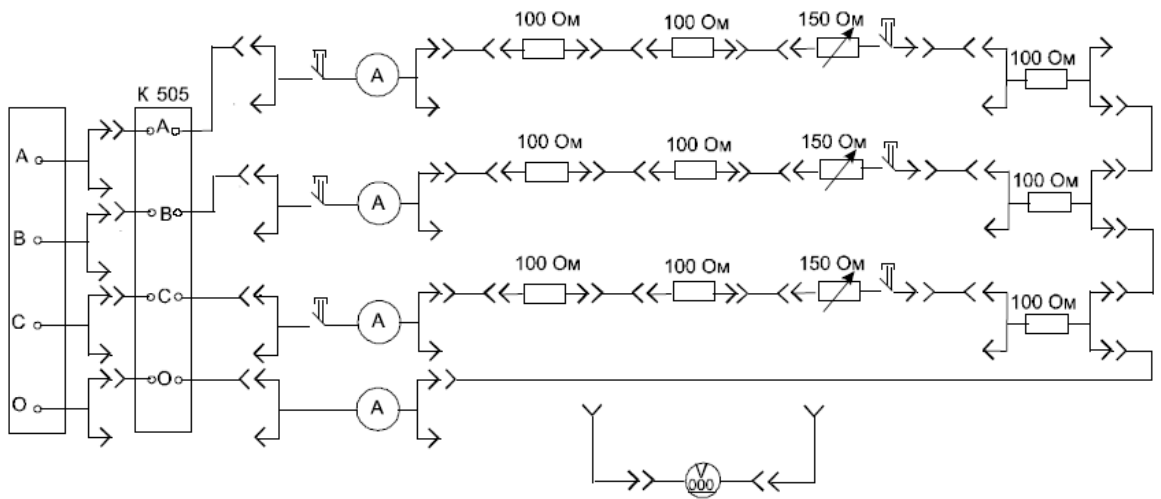 100 Ом 100 Ом 150 Ом
А 100 Ом
К 505
А А
100 Ом 100 Ом 150 Ом
В В А 100 Ом
100 Ом 100 Ом 150 Ом
С С А 100 Ом
О О А
V
000